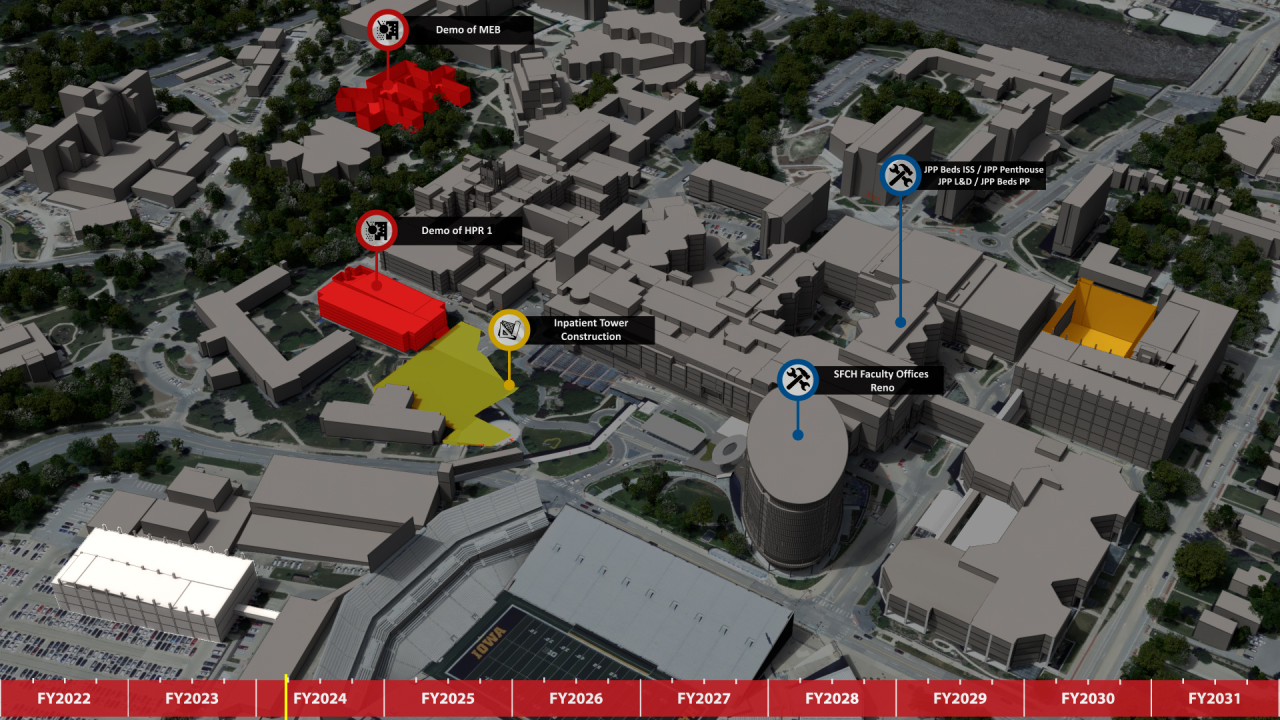 Demo of MEB
JPP Beds ISS / JPP Penthouse
JPP L&D / JPP Beds PP
Demo of HPR 1
Inpatient Tower
Construction
SFCH Faculty Offices
Reno
IOWA
FY2022
FY2023
FY2024
FY2025
FY2026
FY2027
FY2028
FY2029
FY2030
FY2031